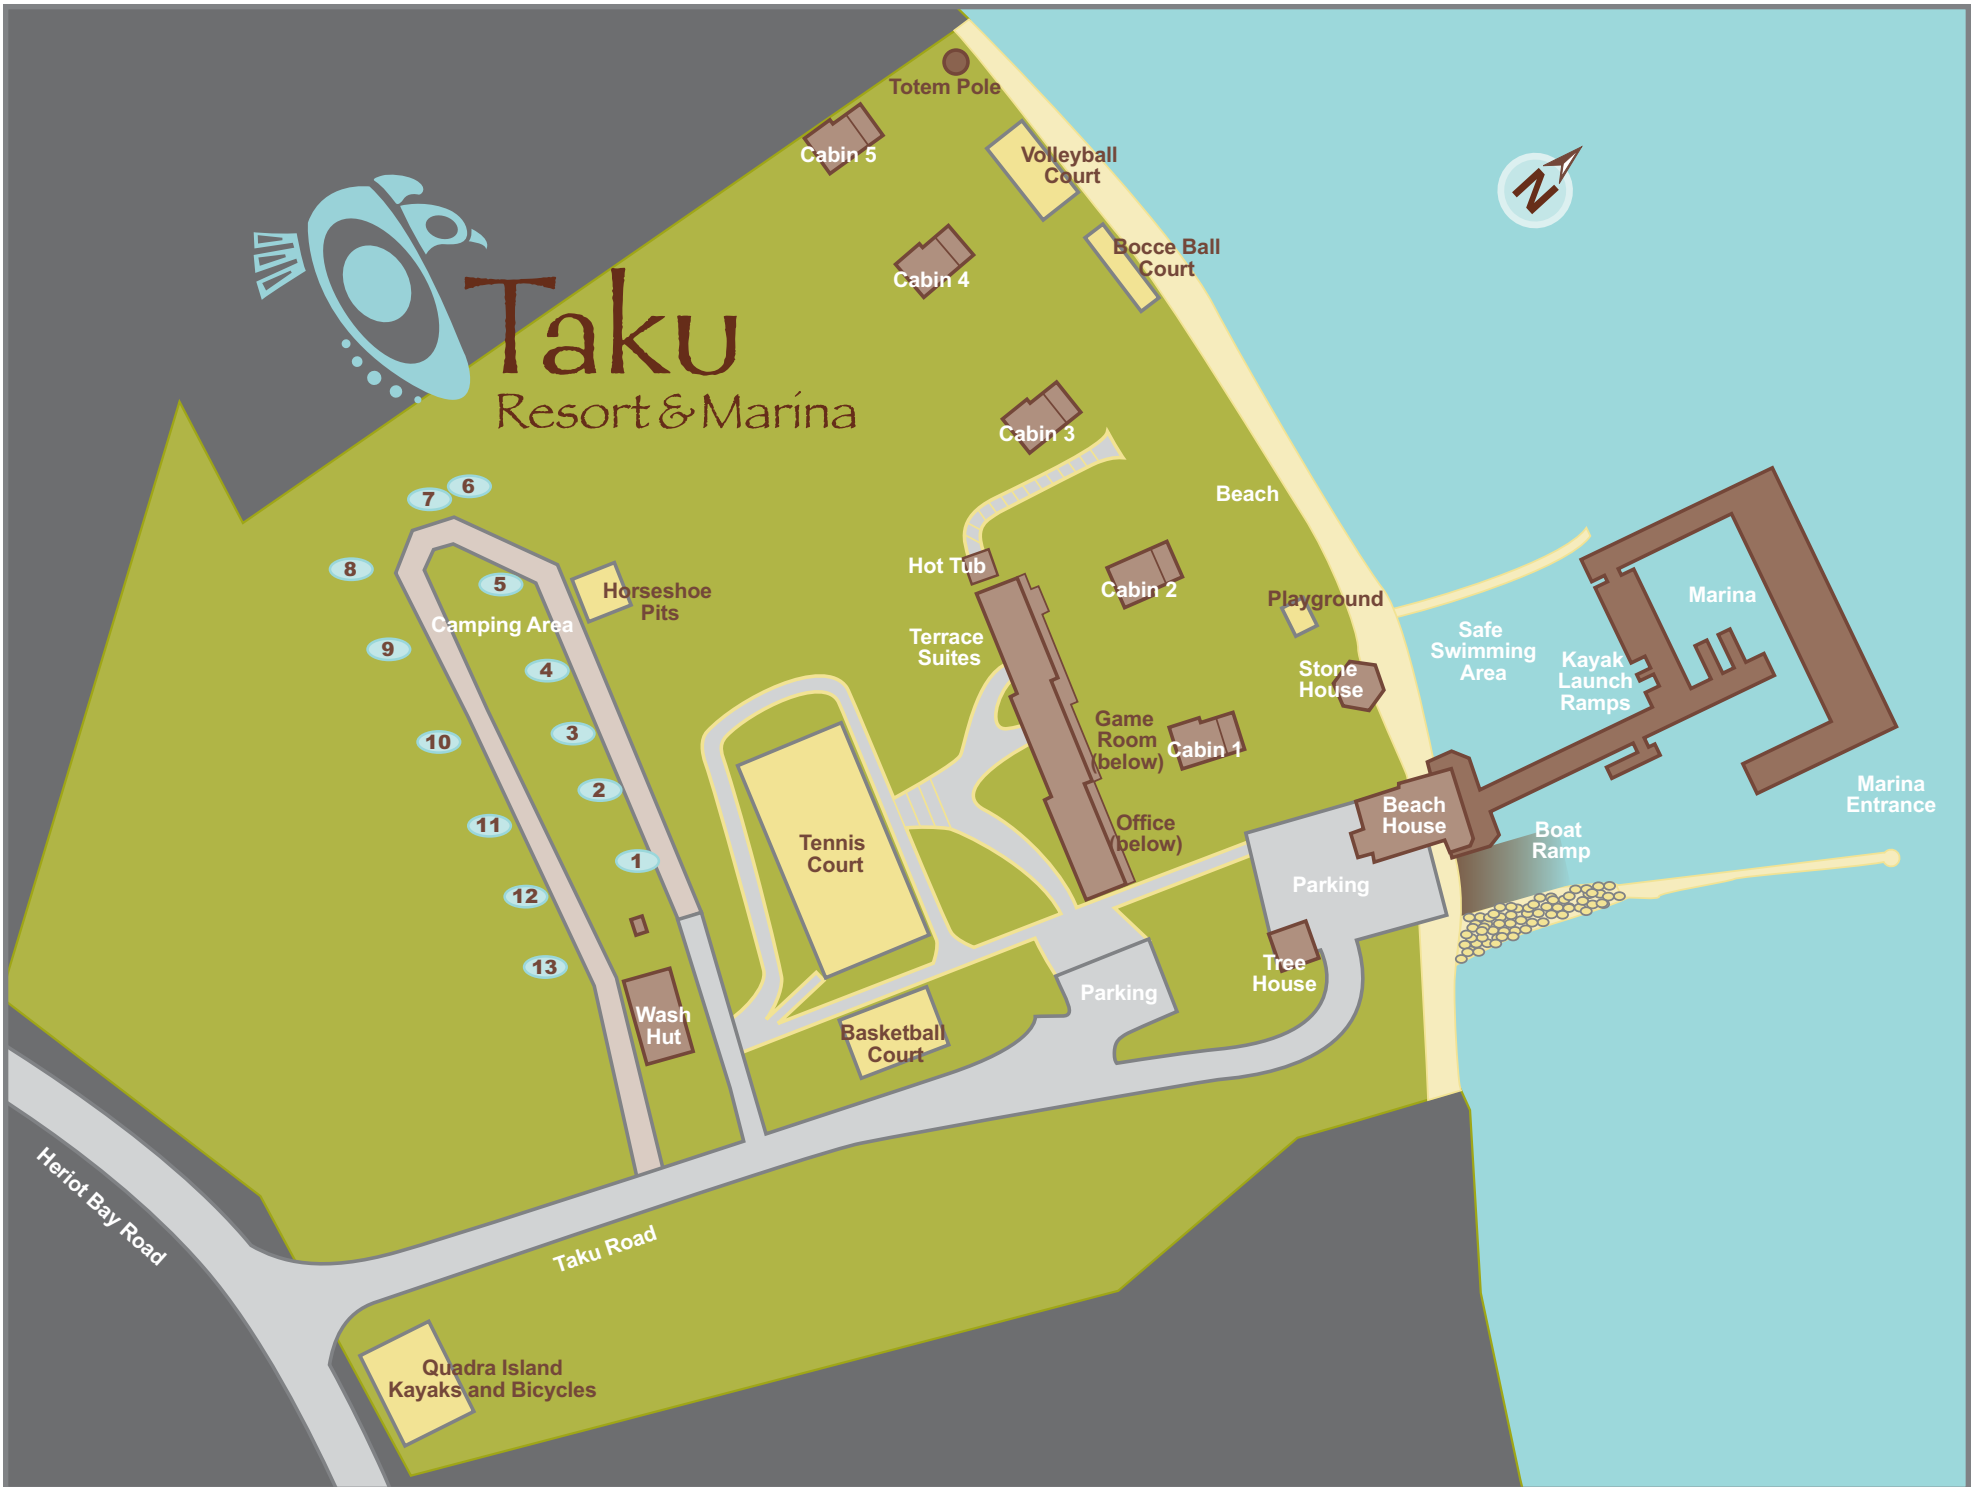 Totem Pole
Cabin 5
Volleyball
Court
N
Bocce Ball
Court
Cabin 4
Taku
Resort & Marina
Cabin 3
Beach
6
7
8
5
Horseshoe
Pits
Camping Area
9
4
3
10
2
11
1
12
13
Hot Tub
Cabin 2
Playground
Terrace
Suites
Stone
House
Safe
Swimming
Area
Marina
Kayak
Launch
Ramps
Game
Room
(below)
Cabin 1
Marina
Entrance
Beach
House
Boat
Ramp
Office
(below)
Tennis
Court
Parking
Tree
House
Parking
Wash
Hut
Basketball
Court
Heriot Bay Road
Taku Road
Quadra Island
Kayaks and Bicycles